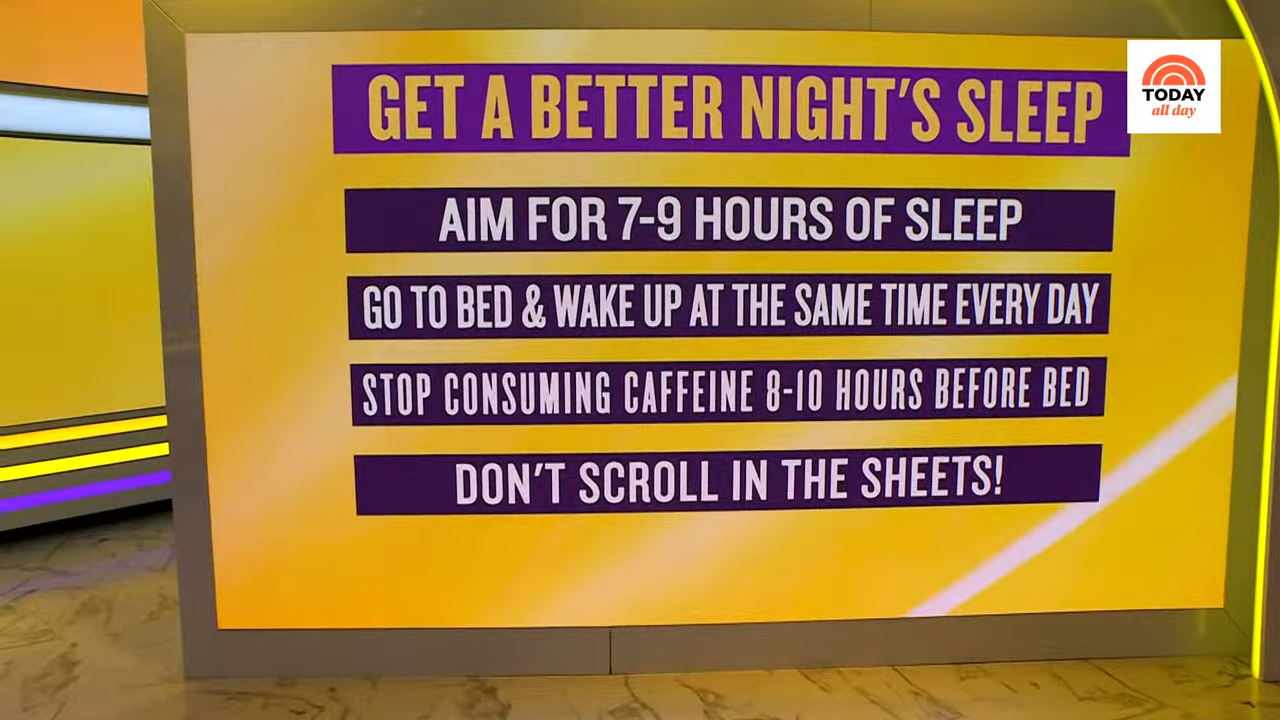 GET A BETTER NIGHT'S SLEEP
TODAY
all day
AIM FOR 7-9 HOURS OF SLEEP
GO TO BED & WAKE UP AT THE SAME TIME EVERY DAY
STOP CONSUMING CAFFEINE 8-10 HOURS BEFORE BED
DON'T SCROLL IN THE SHEETS!